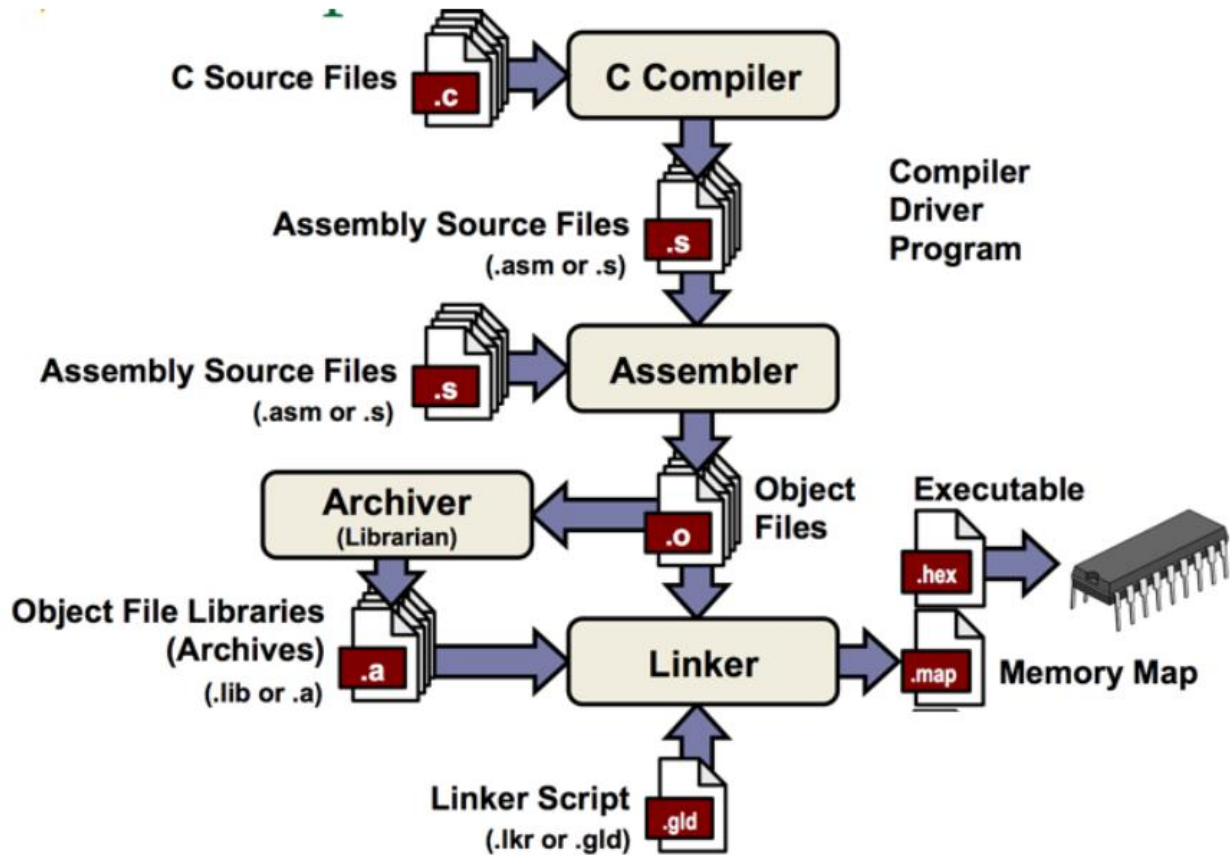 C Source Files
.c
C Compiler
Assembly Source Files
(.asm or .s)
.s
Compiler
Driver
Program
Assembly Source Files
(.asm or .s)
.s
Assembler
Archiver
(Librarian)
.o
Object
Files
Executable
.hex
Object File Libraries
(Archives)
(.lib or .a)
.a
Linker
.map
Memory Map
Linker Script
(.lkr or .gld)
.gld